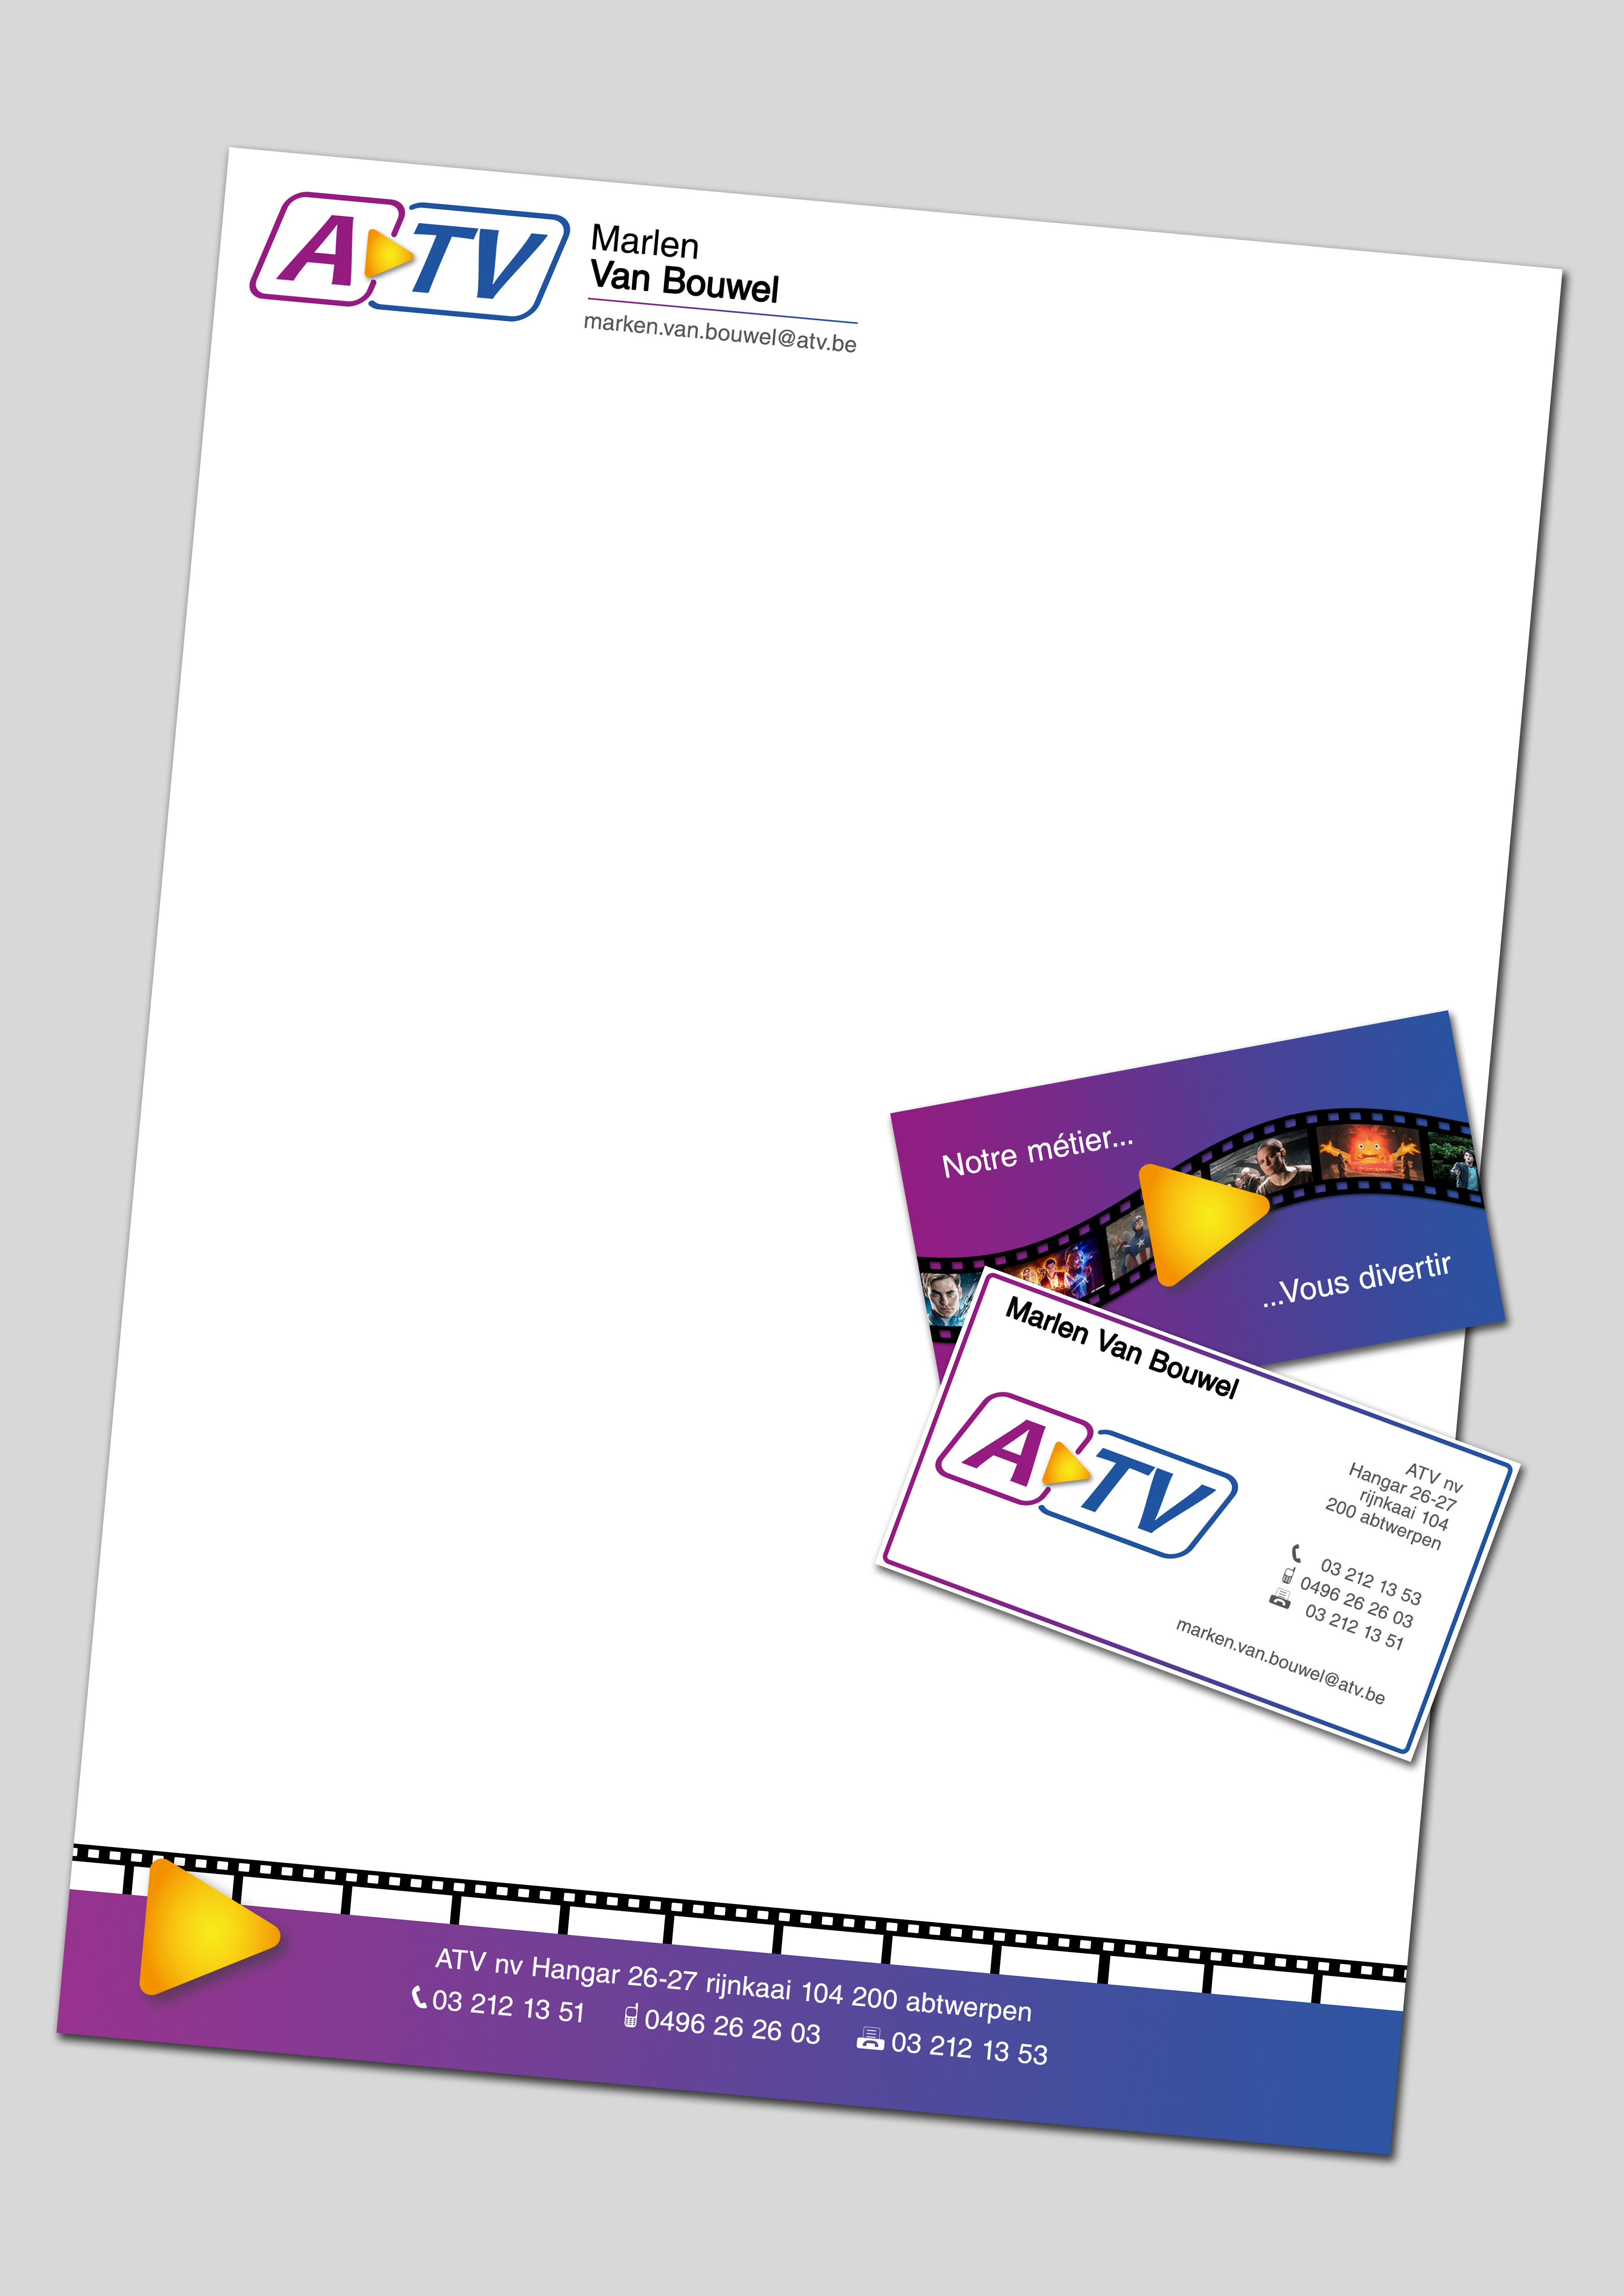 ATV
Marlen
Van Bouwel
marken.van.bouwel@atv.be
Notre métier...
...Vous divertir
Marlen Van Bouwel
ATV
ATV nv
Hangar 26-27
rijnkaai 104
200 abtwerpen
03 212 13 53
0496 26 26 03
03 212 13 51
marken.van.bouwel@atv.be
ATV nv Hangar 26-27 rijnkaai 104 200 abtwerpen
03 212 13 51 0496 26 26 03 03 212 13 53